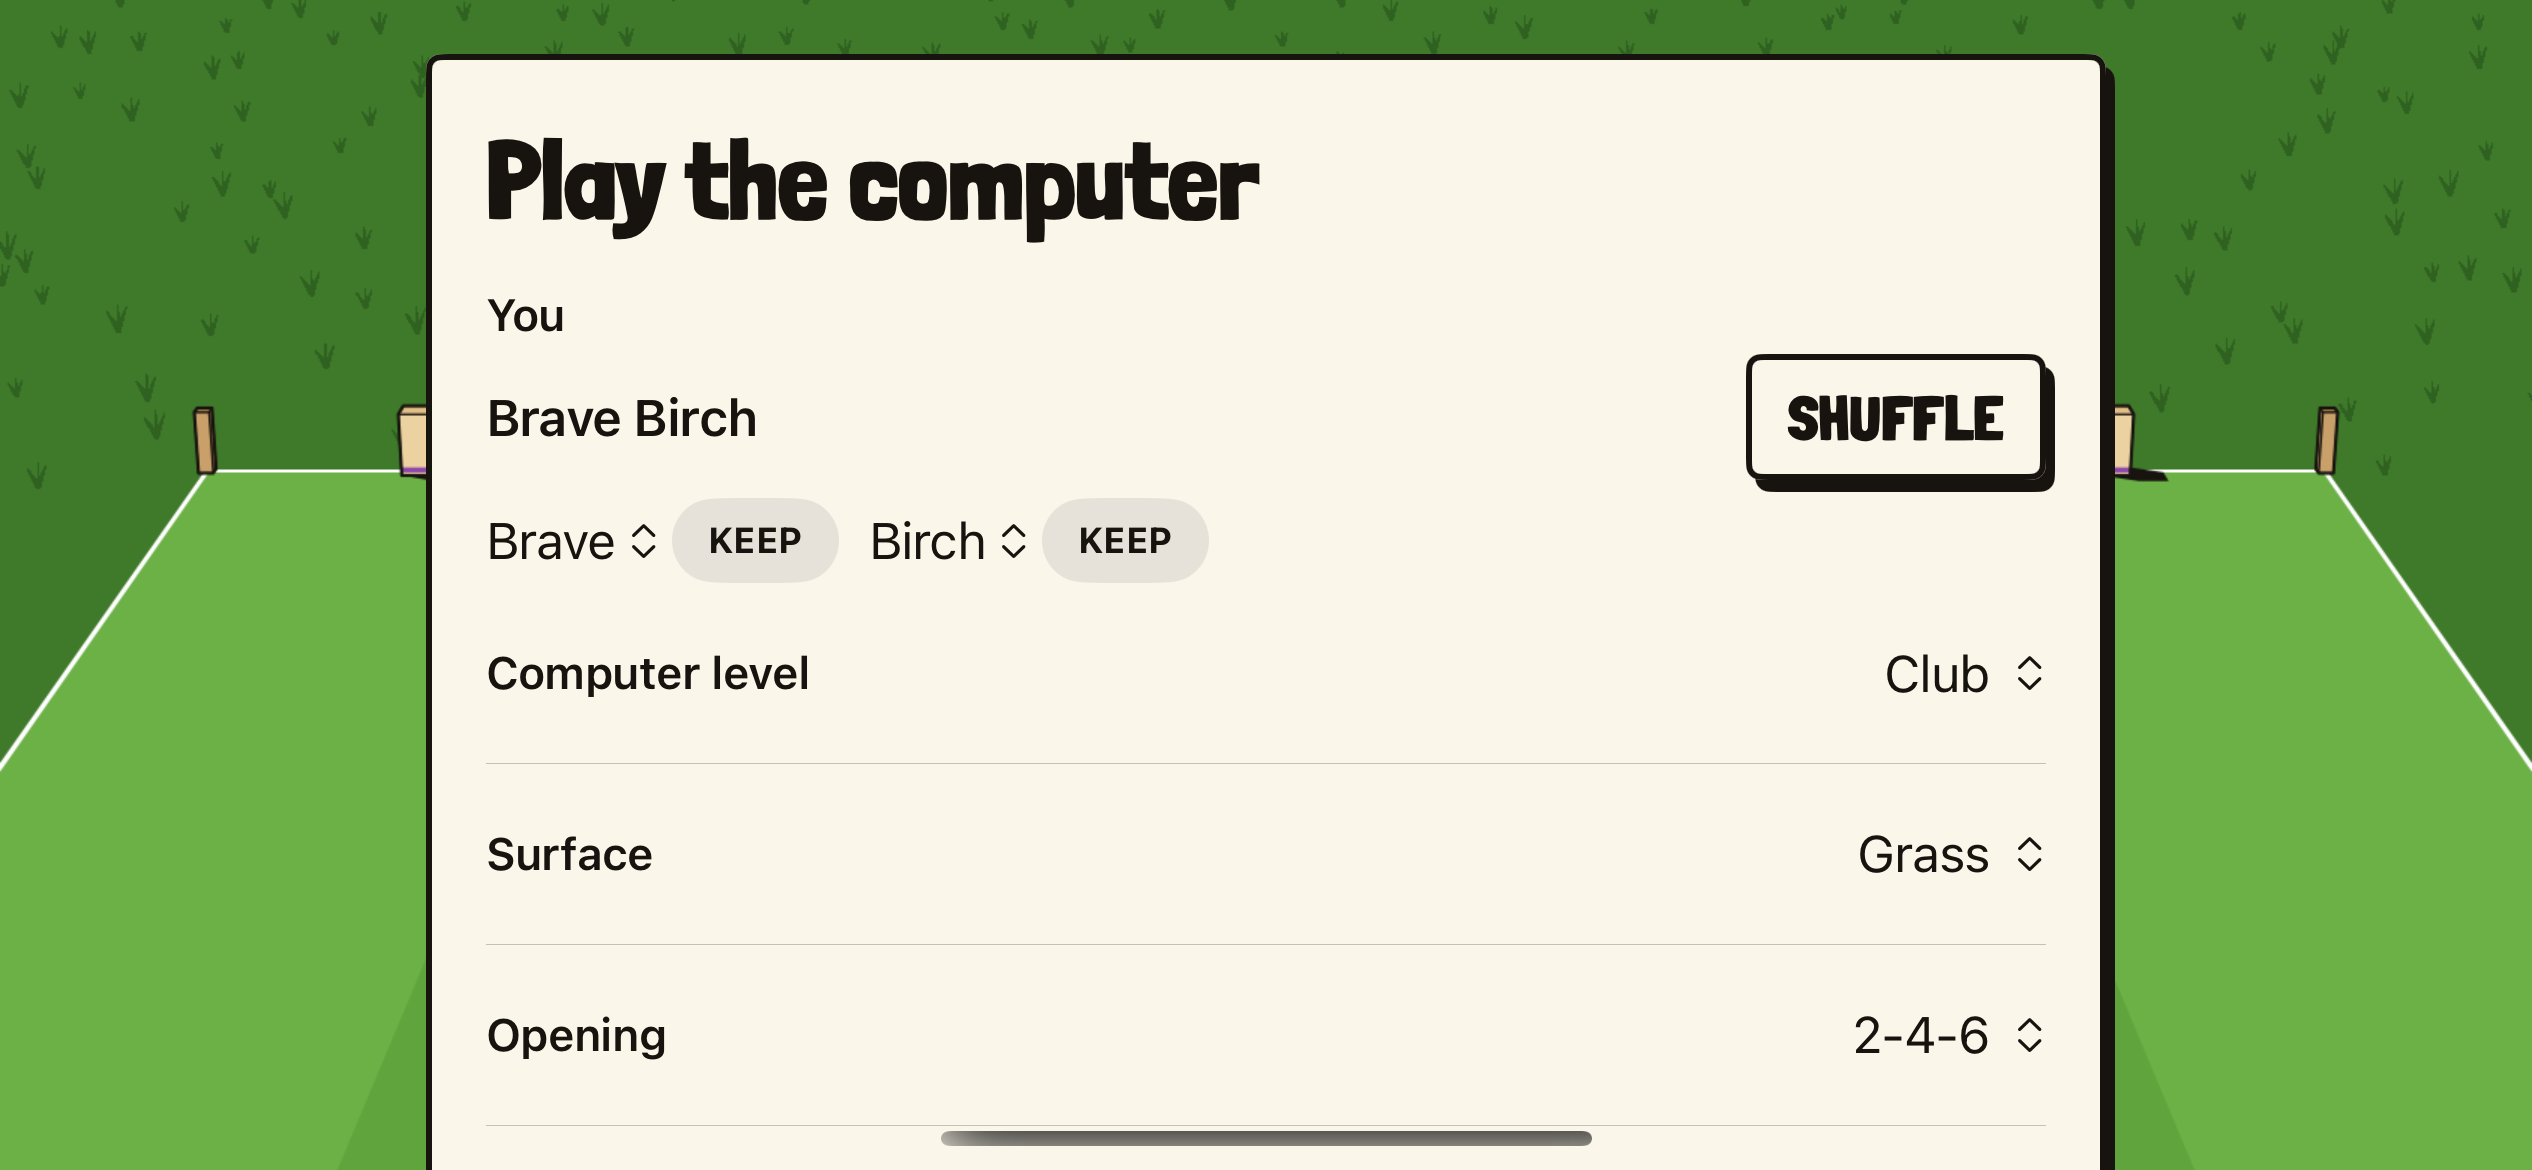 Play the computer
You
Brave Birch
SHUFFLE
Brave KEEP Birch KEEP
Computer level Club
Surface Grass
Opening 2-4-6